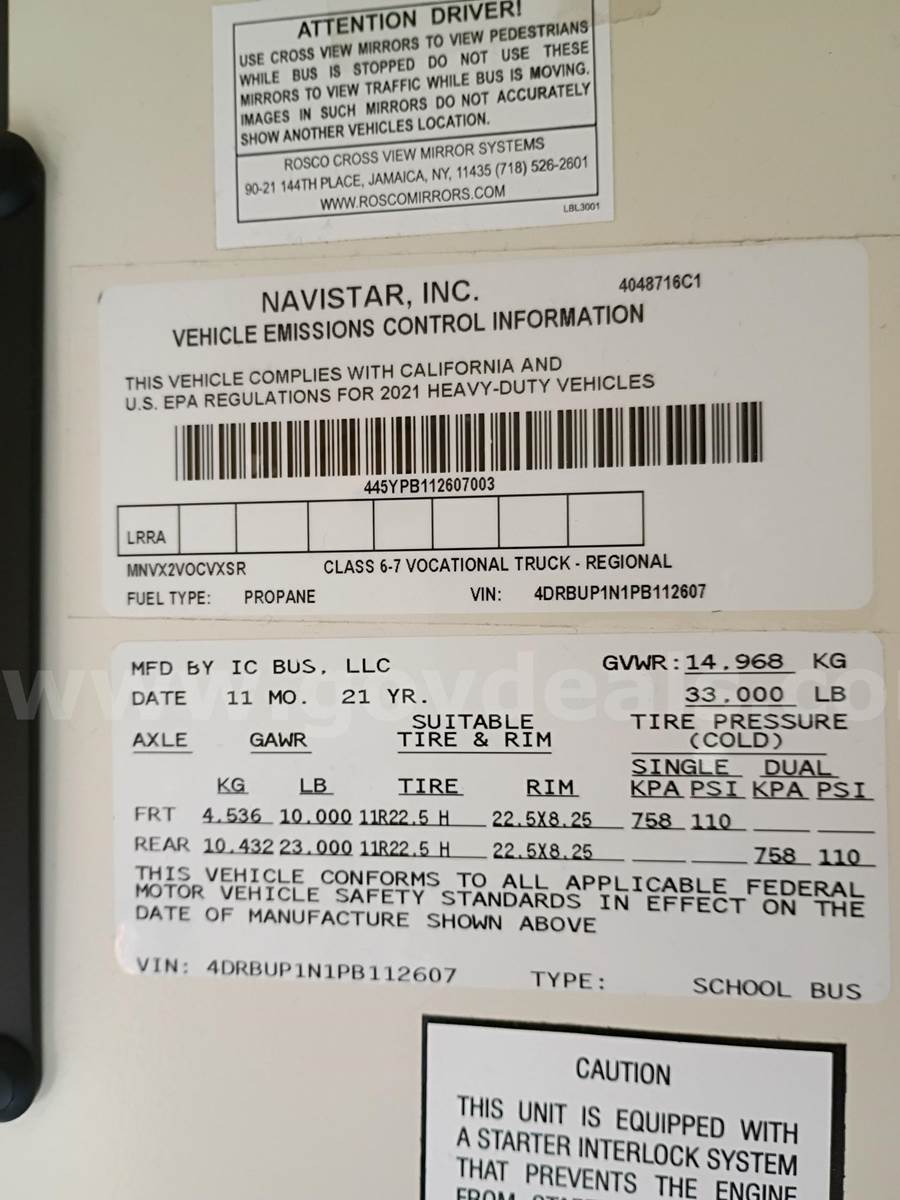 ATTENTION DRIVER!
USE CROSS VIEW MIRRORS TO VIEW PEDESTRIANS
WHILE BUS IS STOPPED DO NOT USE THESE
MIRRORS TO VIEW TRAFFIC WHILE BUS IS MOVING.
IMAGES IN SUCH MIRRORS DO NOT ACCURATELY
SHOW ANOTHER VEHICLES LOCATION.
ROSCO CROSS VIEW MIRROR SYSTEMS
90-21 144TH PLACE, JAMAICA, NY, 11435 (718) 526-2601
WWW.ROSCOMIRRORS.COM
LBL3001
NAVISTAR, INC. 4048716C1
VEHICLE EMISSIONS CONTROL INFORMATION
THIS VEHICLE COMPLIES WITH CALIFORNIA AND
U.S. EPA REGULATIONS FOR 2021 HEAVY-DUTY VEHICLES
445YPB112607003
LRRA
MNVX2VOCVXSR CLASS 6-7 VOCATIONAL TRUCK - REGIONAL
FUEL TYPE: PROPANE VIN: 4DRBUP1N1PB112607
MFD BY IC BUS, LLC GVWR: 14.968 KG
DATE 11 MO. 21 YR. 33.000 LB
www.govdeals.co
SUITABLE TIRE PRESSURE
AXLE GAWR TIRE & RIM (COLD)
SINGLE DUAL
KG LB TIRE RIM KPA PSI KPA PSI
FRT 4.536 10.000 11R22.5 H 22.5X8.25 758 110
REAR 10.432 23.000 11R22.5 H 22.5X8.25 758 110
THIS VEHICLE CONFORMS TO ALL APPLICABLE FEDERAL
MOTOR VEHICLE SAFETY STANDARDS IN EFFECT ON THE
DATE OF MANUFACTURE SHOWN ABOVE
VIN: 4DRBUP1N1PB112607 TYPE: SCHOOL BUS
CAUTION
THIS UNIT IS EQUIPPED WITH
A STARTER INTERLOCK SYSTEM
THAT PREVENTS THE ENGINE
FROM